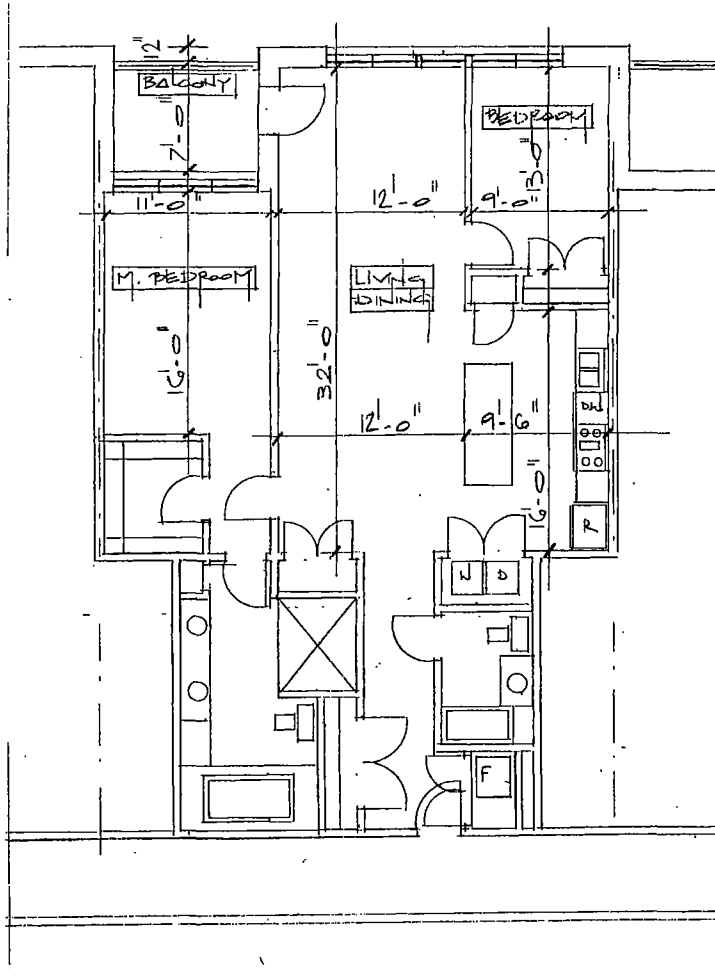 12"
BALCONY
7'-0"
BEDROOM
13'-0"
11'-0"
12'-0"
9'-0"
M. BEDROOM
LIVING
DINING
16'-0"
32'-0"
12'-0"
9'-6"
DW
16'-0"
R
W
D
F